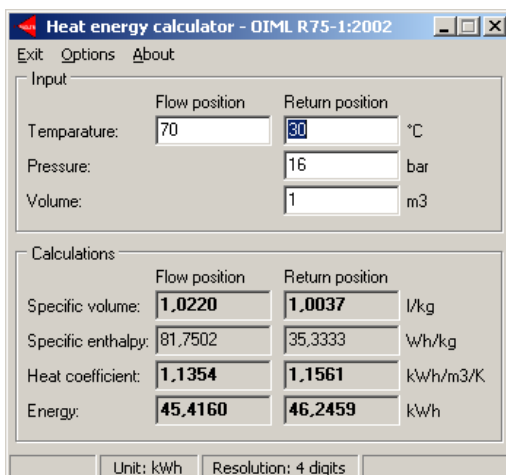 Heat energy calculator - OIML R75-1:2002
Exit Options About
Input
Flow position Return position
Temparature: 70 30 °C
Pressure: 16 bar
Volume: 1 m3
Calculations
Flow position Return position
Specific volume: 1,0220 1,0037 l/kg
Specific enthalpy: 81,7502 35,3333 Wh/kg
Heat coefficient: 1,1354 1,1561 kWh/m3/K
Energy: 45,4160 46,2459 kWh
Unit: kWh Resolution: 4 digits